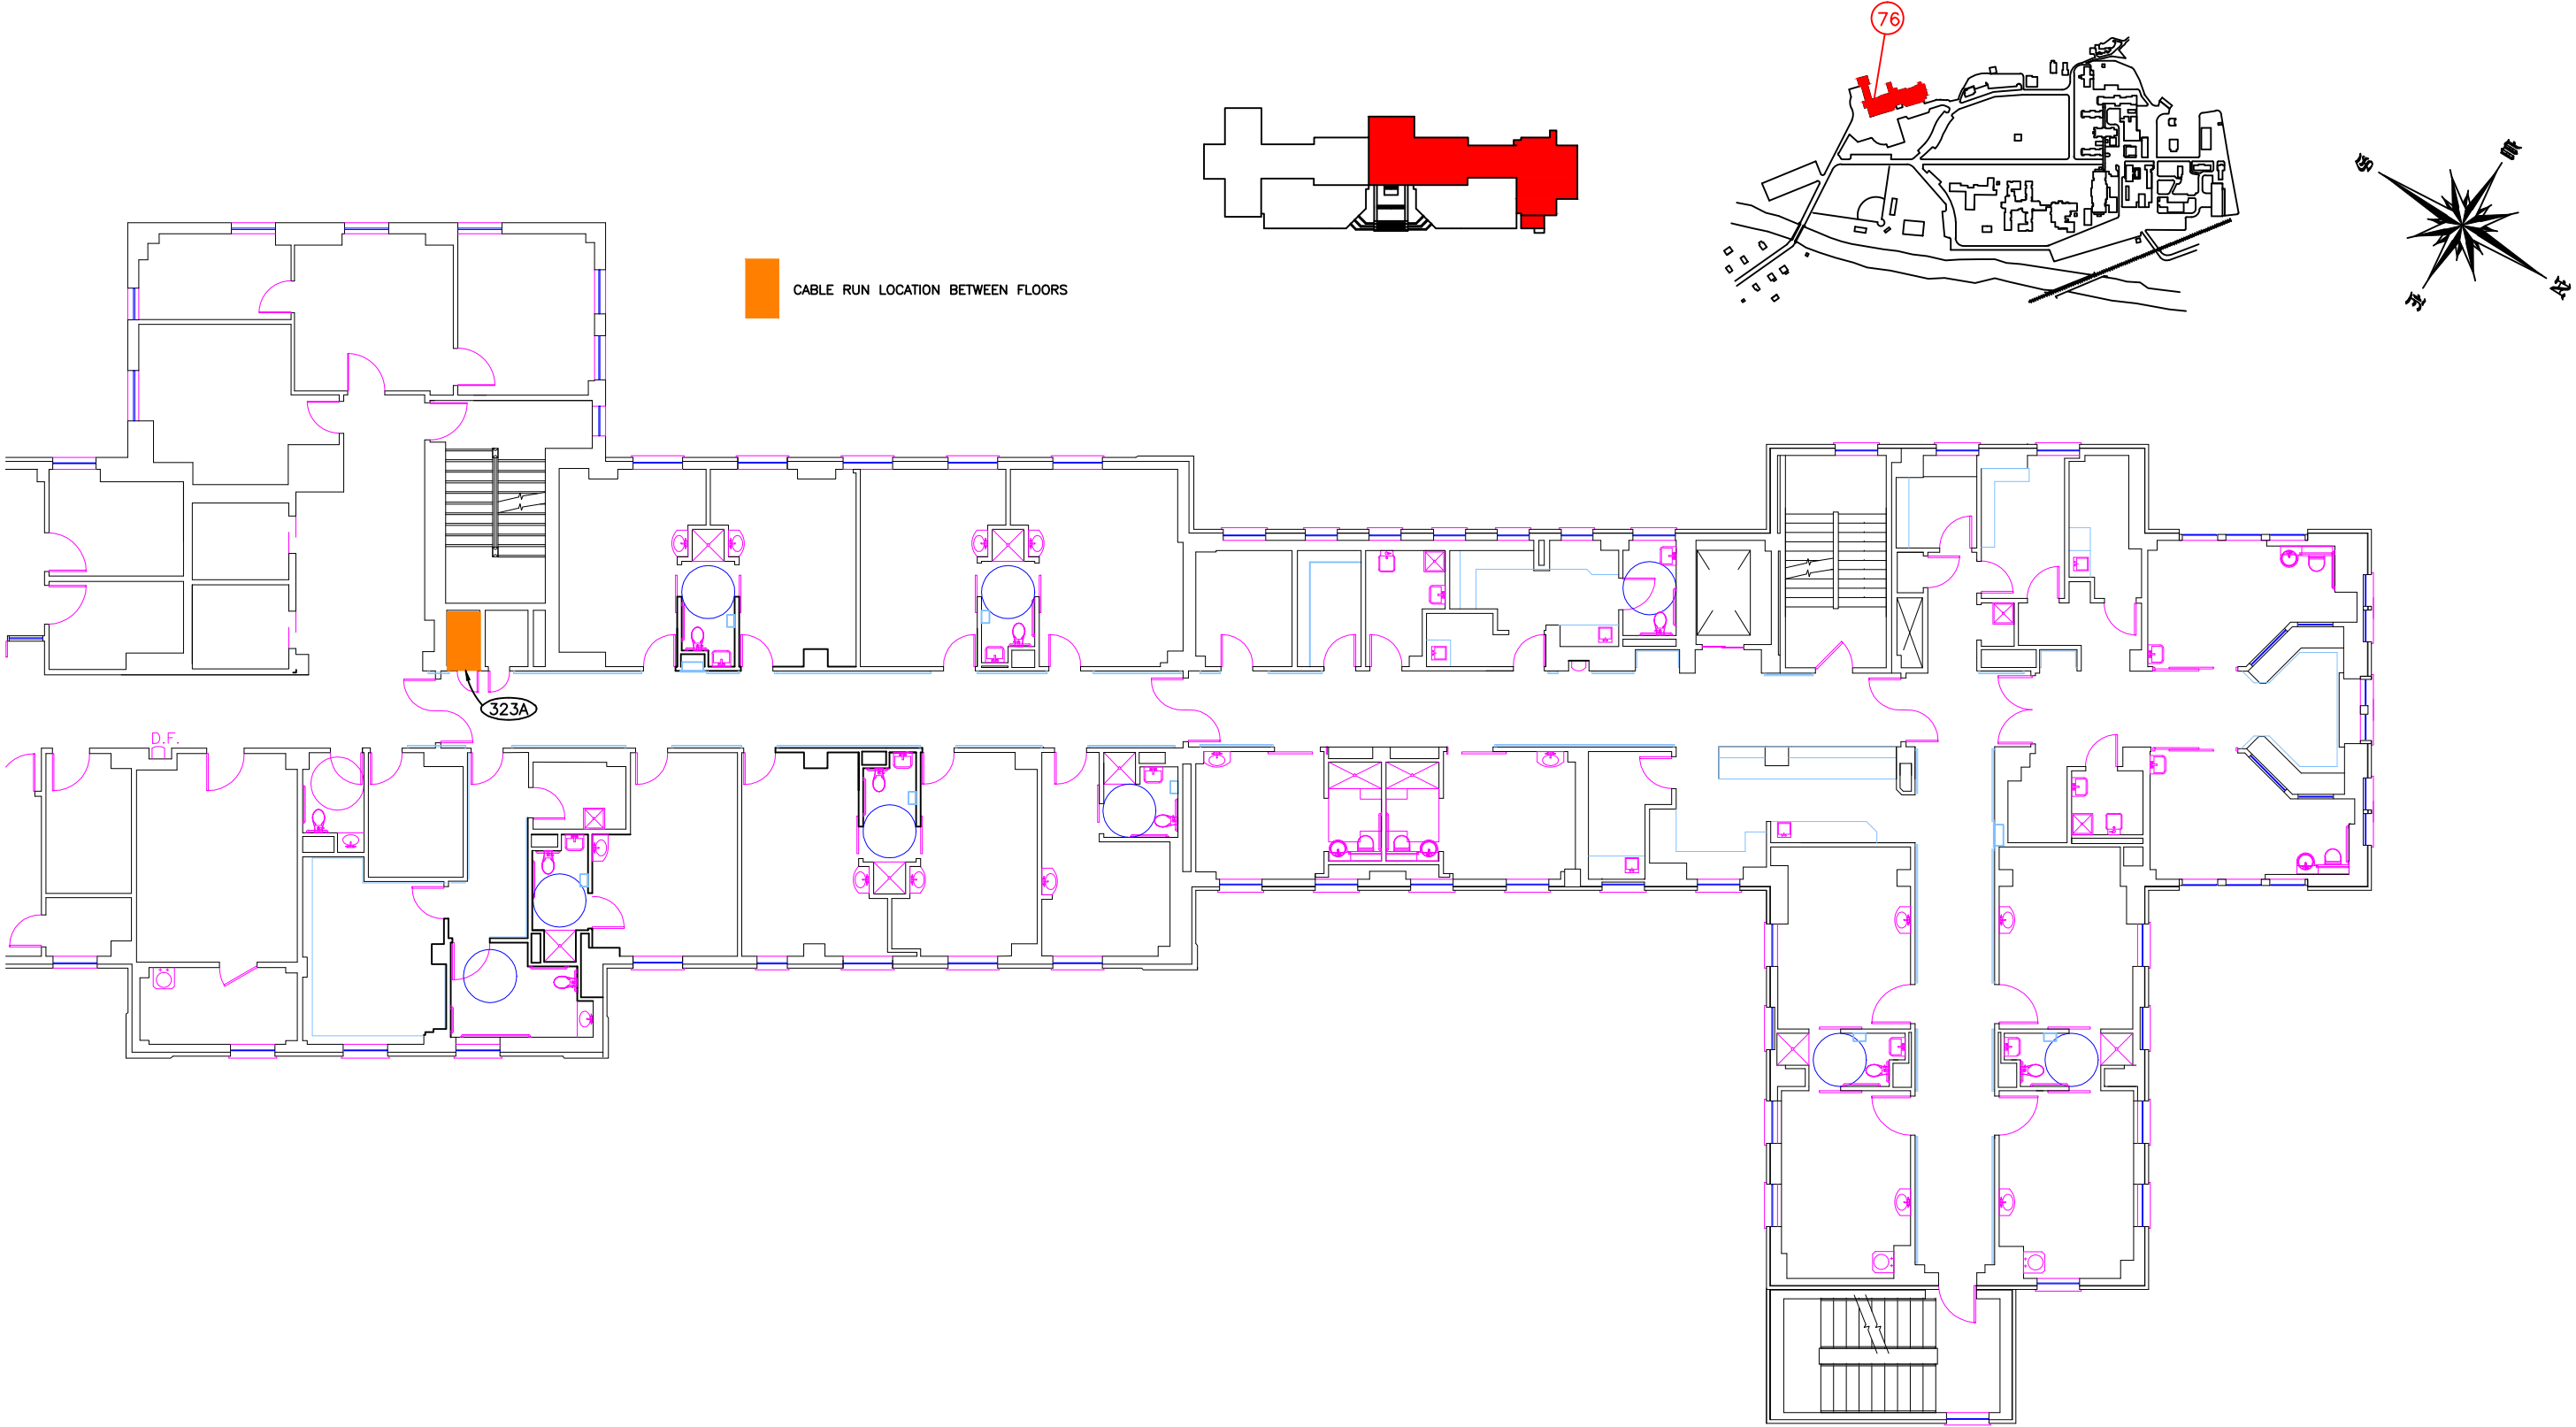 76
S
W
CABLE RUN LOCATION BETWEEN FLOORS
E
N
323A
D.F.